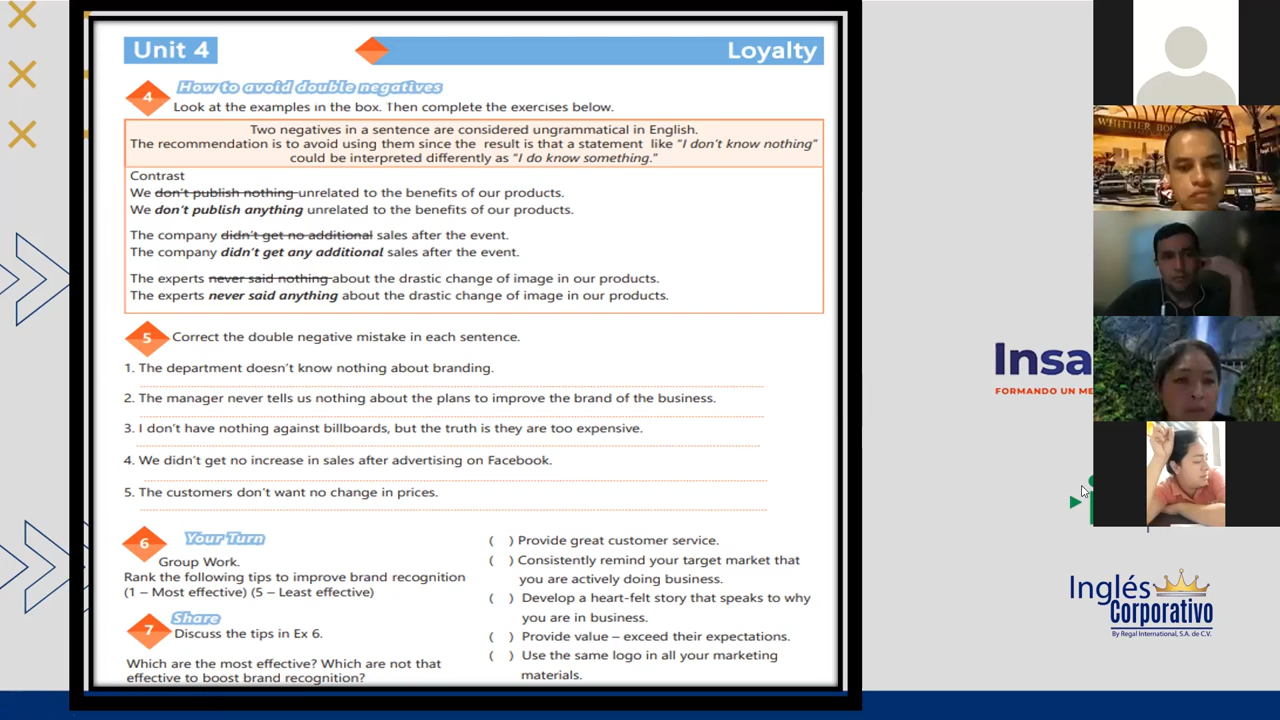 Unit 4
Loyalty
4
How to avoid double negatives
Look at the examples in the box. Then complete the exercises below.
Two negatives in a sentence are considered ungrammatical in English.
The recommendation is to avoid using them since the result is that a statement like "I don't know nothing"
could be interpreted differently as "I do know something."
Contrast
We don't publish nothing unrelated to the benefits of our products.
We don't publish anything unrelated to the benefits of our products.
The company didn't get no additional sales after the event.
The company didn't get any additional sales after the event.
The experts never said nothing about the drastic change of image in our products.
The experts never said anything about the drastic change of image in our products.
5
Correct the double negative mistake in each sentence.
1. The department doesn't know nothing about branding.
2. The manager never tells us nothing about the plans to improve the brand of the business.
3. I don't have nothing against billboards, but the truth is they are too expensive.
4. We didn't get no increase in sales after advertising on Facebook.
5. The customers don't want no change in prices.
6
Your Turn
Group Work.
Rank the following tips to improve brand recognition
(1 – Most effective) (5 – Least effective)
7
Share
Discuss the tips in Ex 6.
Which are the most effective? Which are not that
effective to boost brand recognition?
( ) Provide great customer service.
( ) Consistently remind your target market that
you are actively doing business.
( ) Develop a heart-felt story that speaks to why
you are in business.
( ) Provide value – exceed their expectations.
( ) Use the same logo in all your marketing
materials.
WHITTIER
Insa
FORMANDO UN ME
Inglés
Corporativo
By Regal International, S.A. de C.V.